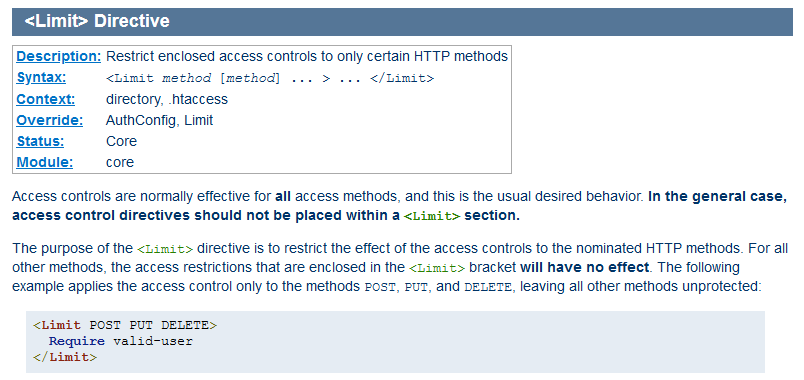 <Limit> Directive
Description: Restrict enclosed access controls to only certain HTTP methods
Syntax: <Limit method [method] ... > ... </Limit>
Context: directory, .htaccess
Override: AuthConfig, Limit
Status: Core
Module: core
Access controls are normally effective for all access methods, and this is the usual desired behavior. In the general case,
access control directives should not be placed within a <Limit> section.
The purpose of the <Limit> directive is to restrict the effect of the access controls to the nominated HTTP methods. For all
other methods, the access restrictions that are enclosed in the <Limit> bracket will have no effect. The following
example applies the access control only to the methods POST, PUT, and DELETE, leaving all other methods unprotected:
<Limit POST PUT DELETE>
  Require valid-user
</Limit>